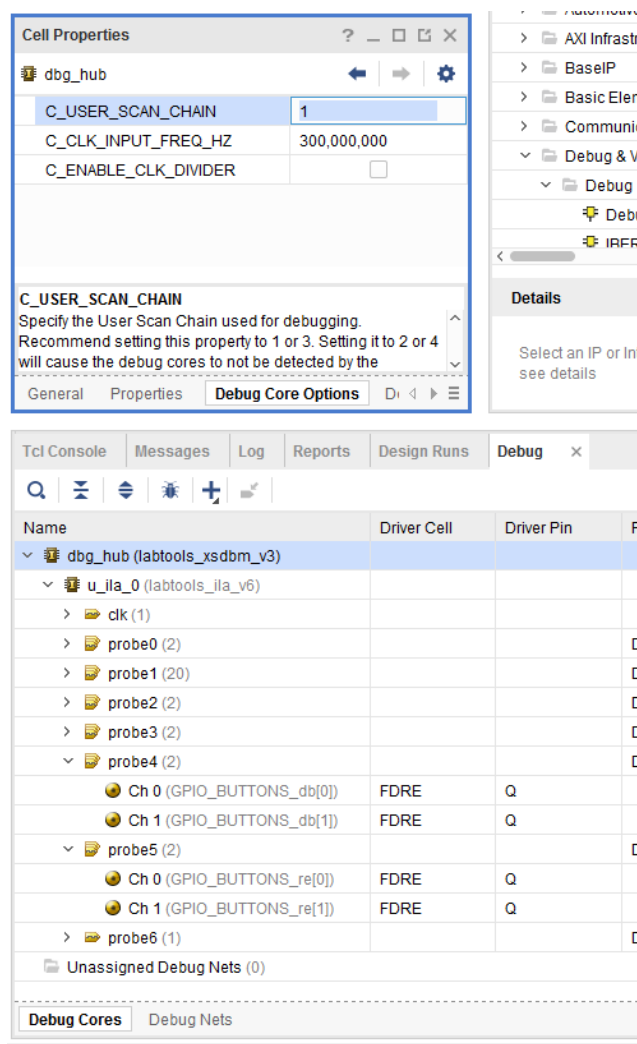 Cell Properties
dbg_hub
C_USER_SCAN_CHAIN 1
C_CLK_INPUT_FREQ_HZ 300,000,000
C_ENABLE_CLK_DIVIDER
C_USER_SCAN_CHAIN
Specify the User Scan Chain used for debugging.
Recommend setting this property to 1 or 3. Setting it to 2 or 4
will cause the debug cores to not be detected by the
General Properties Debug Core Options
AXI Infrast
BaseIP
Basic Elem
Communi
Debug & V
Debug
Debu
IBER
Details
Select an IP or In
see details
Tcl Console Messages Log Reports Design Runs Debug
Name Driver Cell Driver Pin
dbg_hub (labtools_xsdbm_v3)
u_ila_0 (labtools_ila_v6)
clk (1)
probe0 (2)
probe1 (20)
probe2 (2)
probe3 (2)
probe4 (2)
Ch 0 (GPIO_BUTTONS_db[0]) FDRE Q
Ch 1 (GPIO_BUTTONS_db[1]) FDRE Q
probe5 (2)
Ch 0 (GPIO_BUTTONS_re[0]) FDRE Q
Ch 1 (GPIO_BUTTONS_re[1]) FDRE Q
probe6 (1)
Unassigned Debug Nets (0)
Debug Cores Debug Nets